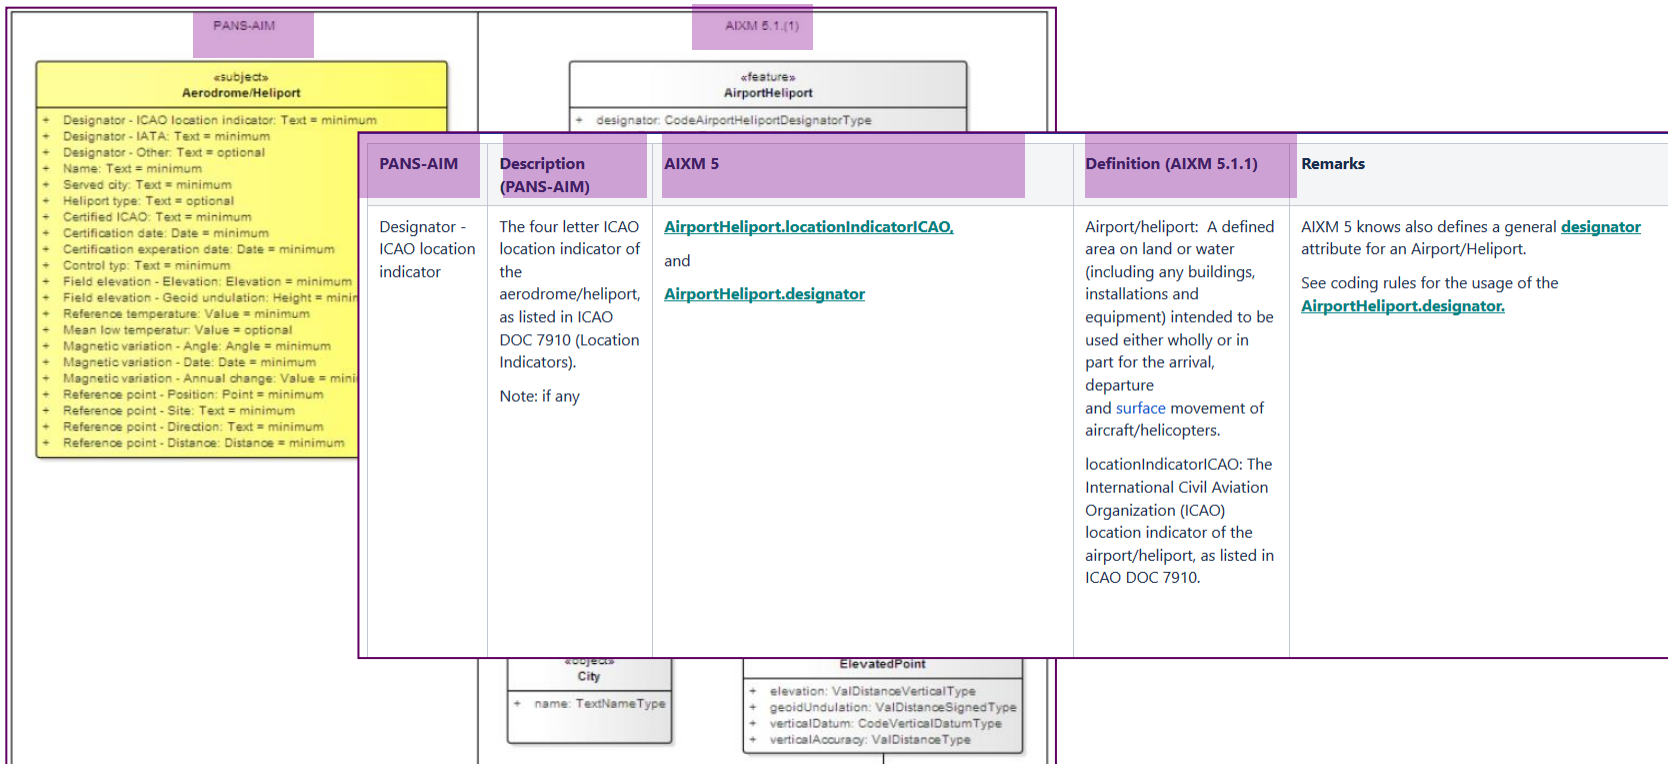 PANS-AIM
AIXM 5.1.(1)
«subject»
Aerodrome/Heliport
+ Designator - ICAO location indicator: Text = minimum
+ Designator - IATA: Text = minimum
+ Designator - Other: Text = optional
+ Name: Text = minimum
+ Served city: Text = minimum
+ Heliport type: Text = optional
+ Certified ICAO: Text = minimum
+ Certification date: Date = minimum
+ Certification experation date: Date = minimum
+ Control typ: Text = minimum
+ Field elevation - Elevation: Elevation = minimum
+ Field elevation - Geoid undulation: Height = minin
+ Reference temperature: Value = minimum
+ Mean low temperatur: Value = optional
+ Magnetic variation - Angle: Angle = minimum
+ Magnetic variation - Date: Date = minimum
+ Magnetic variation - Annual change: Value = mini
+ Reference point - Position: Point = minimum
+ Reference point - Site: Text = minimum
+ Reference point - Direction: Text = minimum
+ Reference point - Distance: Distance = minimum
«feature»
AirportHeliport
+ designator: CodeAirportHeliportDesignatorType
PANS-AIM
Description
(PANS-AIM)
AIXM 5
Definition (AIXM 5.1.1)
Remarks
Designator -
ICAO location
indicator
The four letter ICAO
location indicator of
the
aerodrome/heliport,
as listed in ICAO
DOC 7910 (Location
Indicators).
Note: if any
AirportHeliport.locationIndicatorICAO,
and
AirportHeliport.designator
Airport/heliport: A defined
area on land or water
(including any buildings,
installations and
equipment) intended to be
used either wholly or in
part for the arrival,
departure
and surface movement of
aircraft/helicopters.
locationIndicatorICAO: The
International Civil Aviation
Organization (ICAO)
location indicator of the
airport/heliport, as listed in
ICAO DOC 7910.
AIXM 5 knows also defines a general designator
attribute for an Airport/Heliport.
See coding rules for the usage of the
AirportHeliport.designator.
«object»
City
+ name: TextNameType
ElevatedPoint
+ elevation: ValDistanceVerticalType
+ geoidUndulation: ValDistanceSignedType
+ verticalDatum: CodeVerticalDatumType
+ verticalAccuracy: ValDistanceType